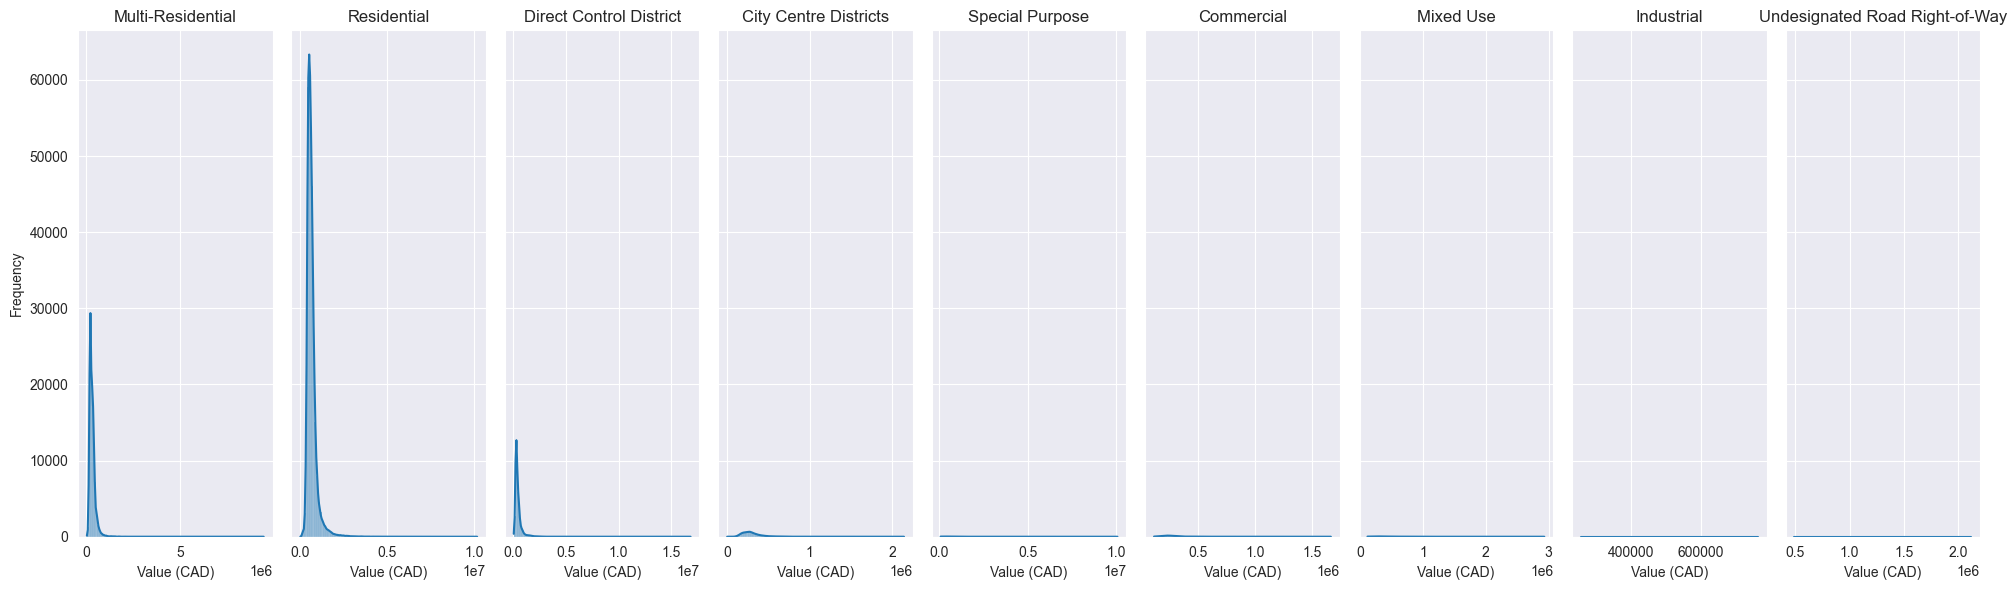 Multi-Residential
Residential
Direct Control District
City Centre Districts
Special Purpose
Commercial
Mixed Use
Industrial
Undesignated Road Right-of-Way
Frequency
60000
50000
40000
30000
20000
10000
0
0 5
1e6
Value (CAD)
0.0 0.5 1.0
1e7
Value (CAD)
0.0 0.5 1.0 1.5
1e7
Value (CAD)
0 1 2
1e6
Value (CAD)
0.0 0.5 1.0
1e7
Value (CAD)
0.5 1.0 1.5
1e6
Value (CAD)
0 1 2 3
1e6
Value (CAD)
400000 600000
Value (CAD)
0.5 1.0 1.5 2.0
1e6
Value (CAD)